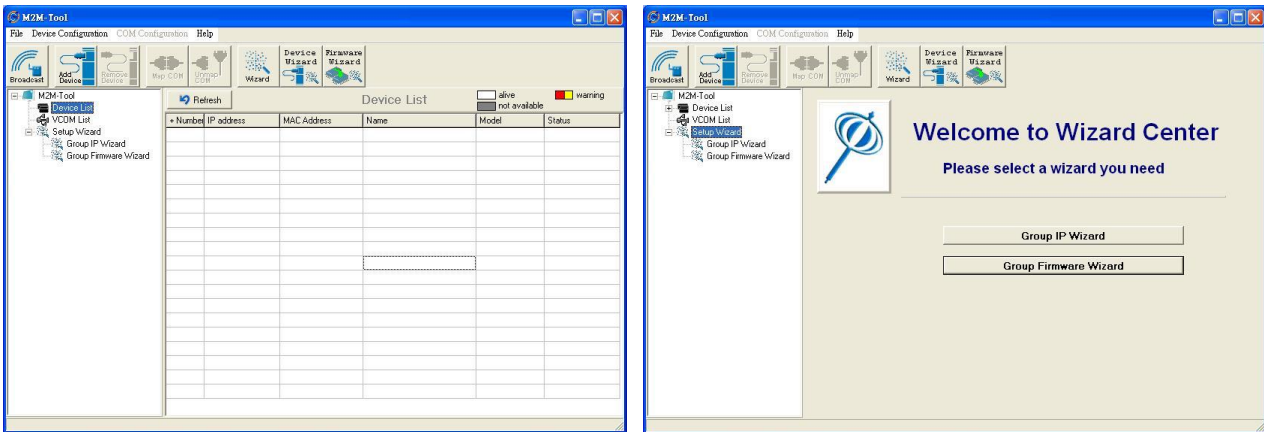 M2M-Tool
File Device Configuration COM Configuration Help
Broadcast Add Device Remove Device Map COM Unmap COM Wizard Device Wizard Firmware Wizard
M2M-Tool
Device List
VCOM List
Setup Wizard
Group IP Wizard
Group Firmware Wizard
Refresh Device List alive not available warning
+ Number IP address MAC Address Name Model Status
M2M-Tool
File Device Configuration COM Configuration Help
Broadcast Add Device Remove Device Map COM Unmap COM Wizard Device Wizard Firmware Wizard
M2M-Tool
Device List
VCOM List
Setup Wizard
Group IP Wizard
Group Firmware Wizard
Welcome to Wizard Center
Please select a wizard you need
Group IP Wizard
Group Firmware Wizard